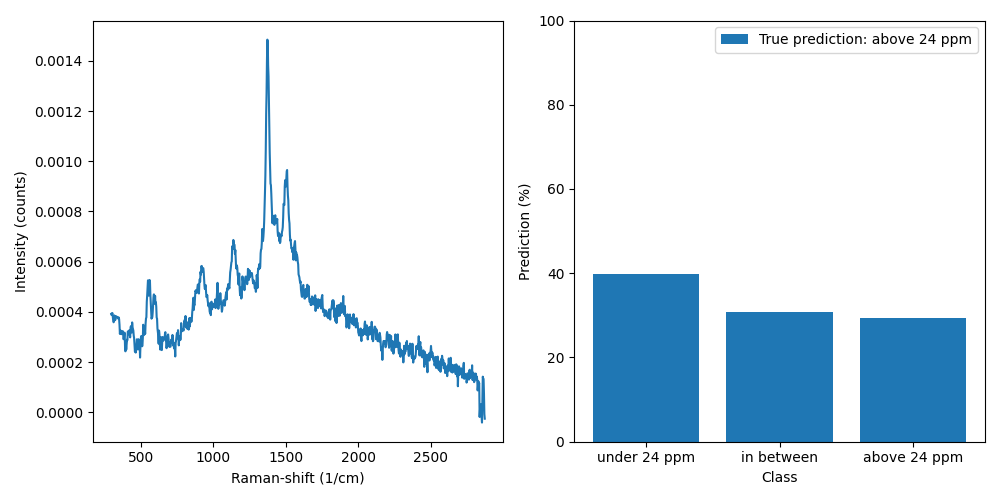 0.0014
0.0012
0.0010
0.0008
0.0006
0.0004
0.0002
0.0000
Intensity (counts)
500 1000 1500 2000 2500
Raman-shift (1/cm)
100
80
60
40
20
0
Prediction (%)
True prediction: above 24 ppm
under 24 ppm in between above 24 ppm
Class